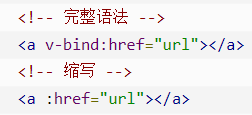 <!-- 完整语法 -->
<a v-bind:href="url"></a>
<!-- 缩写 -->
<a :href="url"></a>